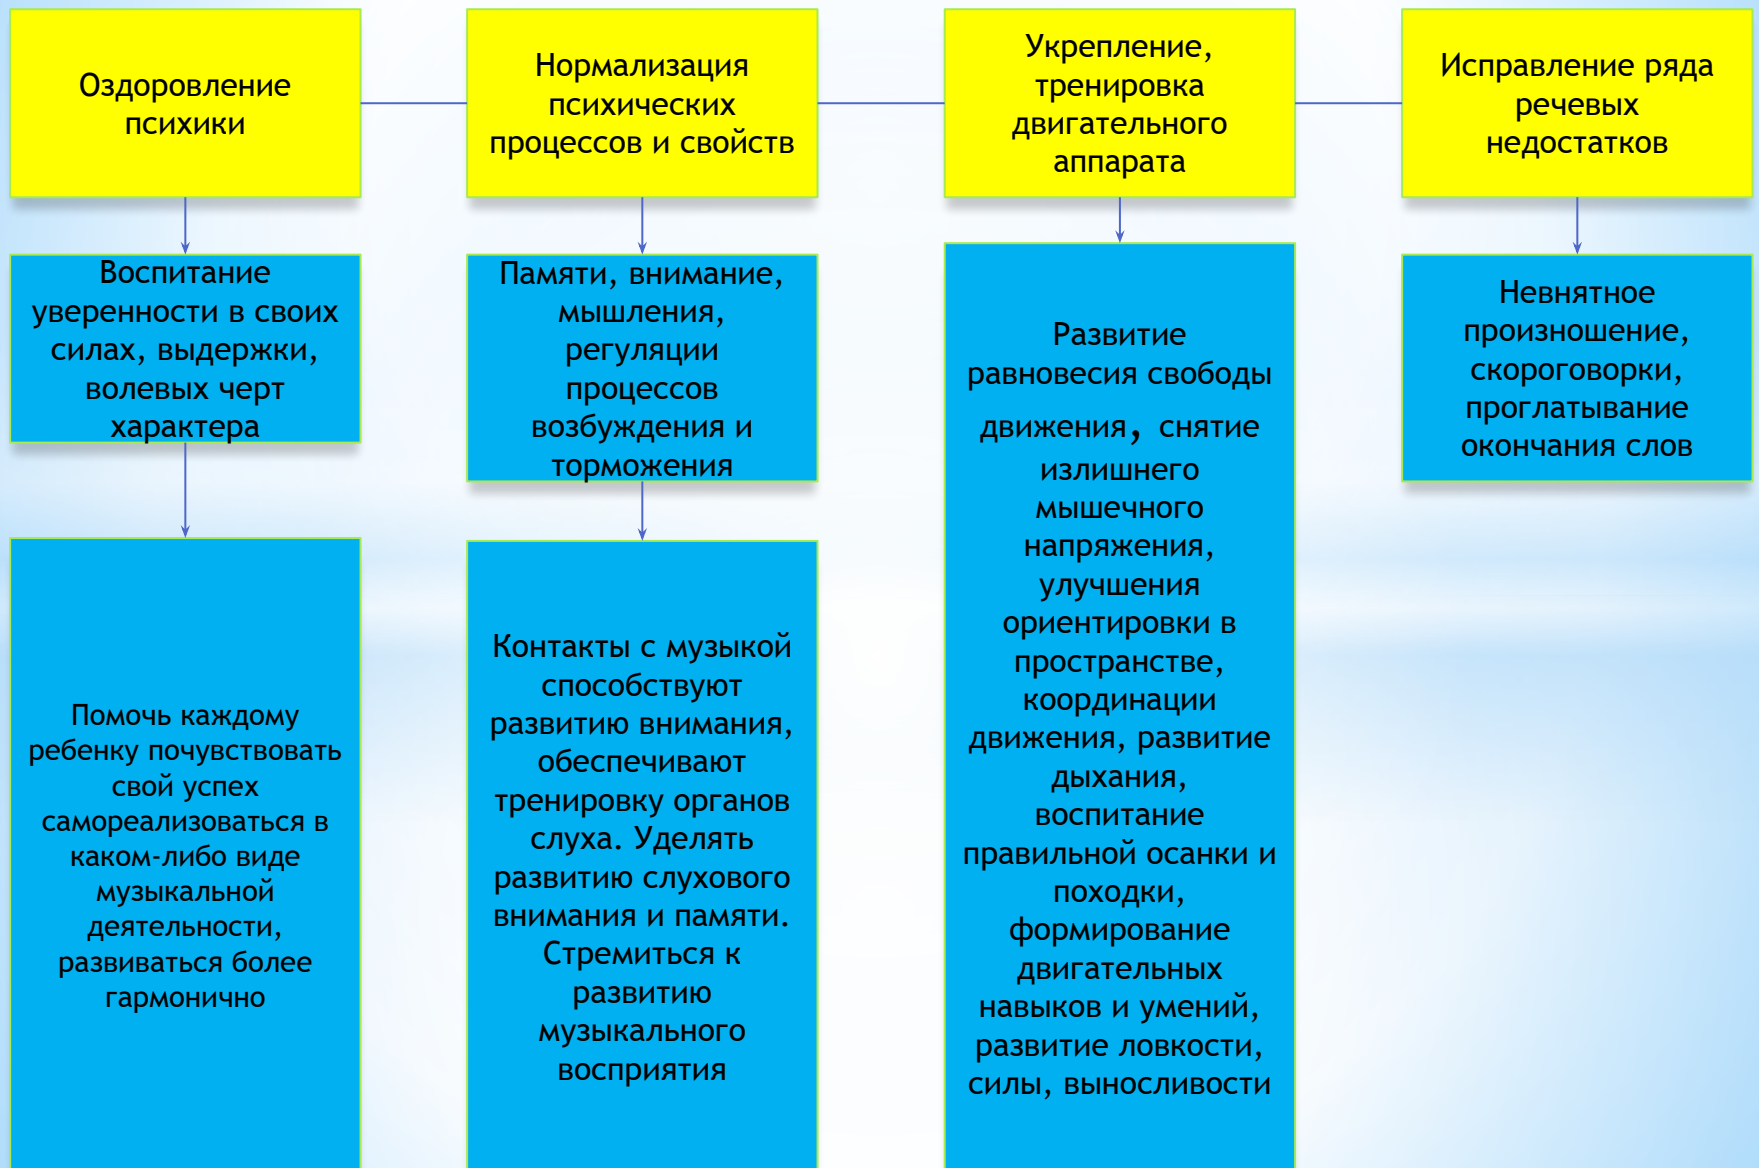 Оздоровление
психики
Нормализация
психических
процессов и свойств
Укрепление,
тренировка
двигательного
аппарата
Исправление ряда
речевых
недостатков
Воспитание
уверенности в своих
силах, выдержки,
волевых черт
характера
Памяти, внимание,
мышления,
регуляции
процессов
возбуждения и
торможения
Развитие
равновесия свободы
движения, снятие
излишнего
мышечного
напряжения,
улучшения
ориентировки в
пространстве,
координации
движения, развитие
дыхания,
воспитание
правильной осанки и
походки,
формирование
двигательных
навыков и умений,
развитие ловкости,
силы, выносливости
Невнятное
произношение,
скороговорки,
проглатывание
окончания слов
Помочь каждому
ребенку почувствовать
свой успех
самореализоваться в
каком-либо виде
музыкальной
деятельности,
развиваться более
гармонично
Контакты с музыкой
способствуют
развитию внимания,
обеспечивают
тренировку органов
слуха. Уделять
развитию слухового
внимания и памяти.
Стремиться к
развитию
музыкального
восприятия